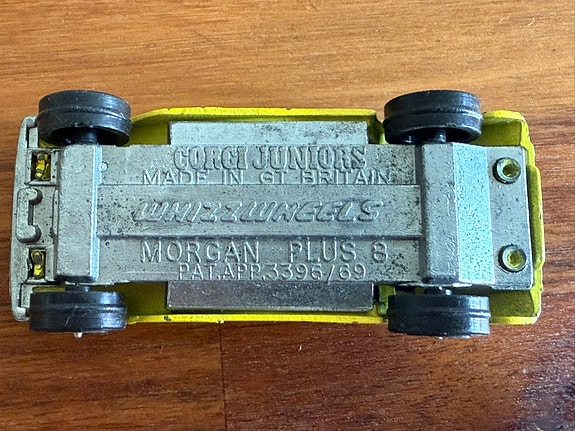 CORGI JUNIORS
MADE IN GT BRITAIN
WHIZZWHEELS
MORGAN PLUS 8
PAT.APP.3396/69